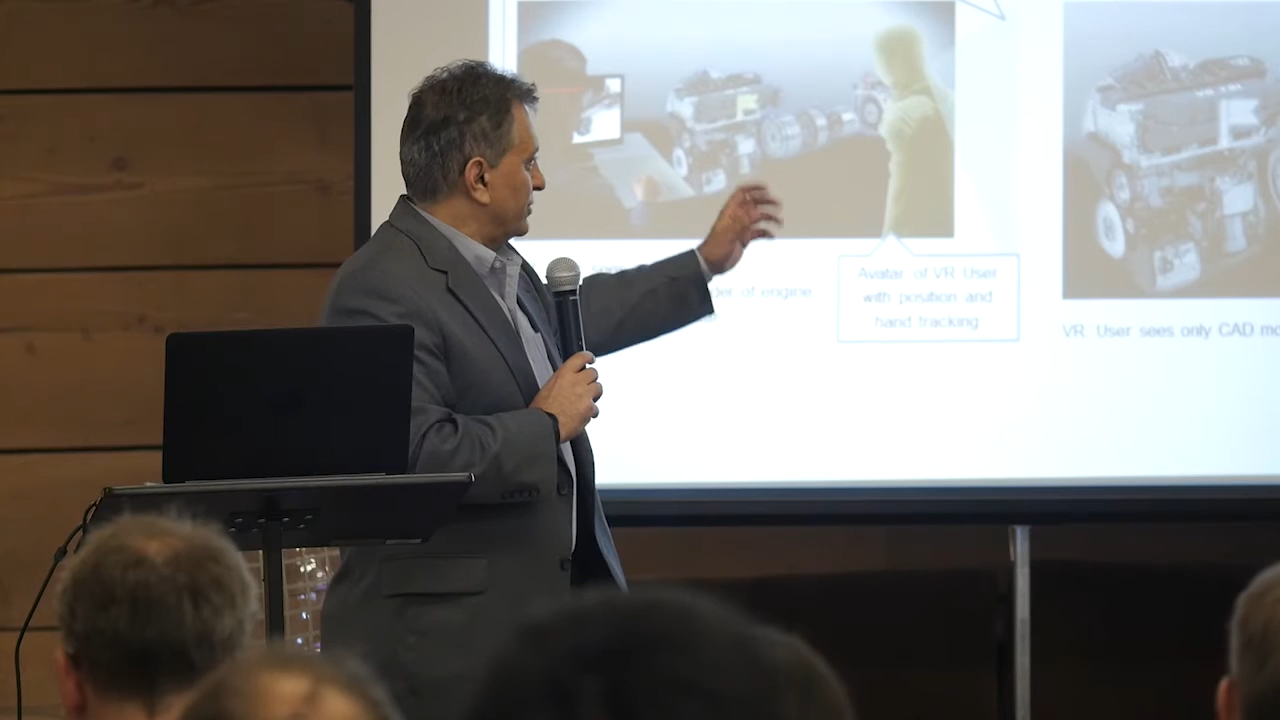 der of engine
Avatar of VR User
with position and
hand tracking
VR User sees only CAD mo